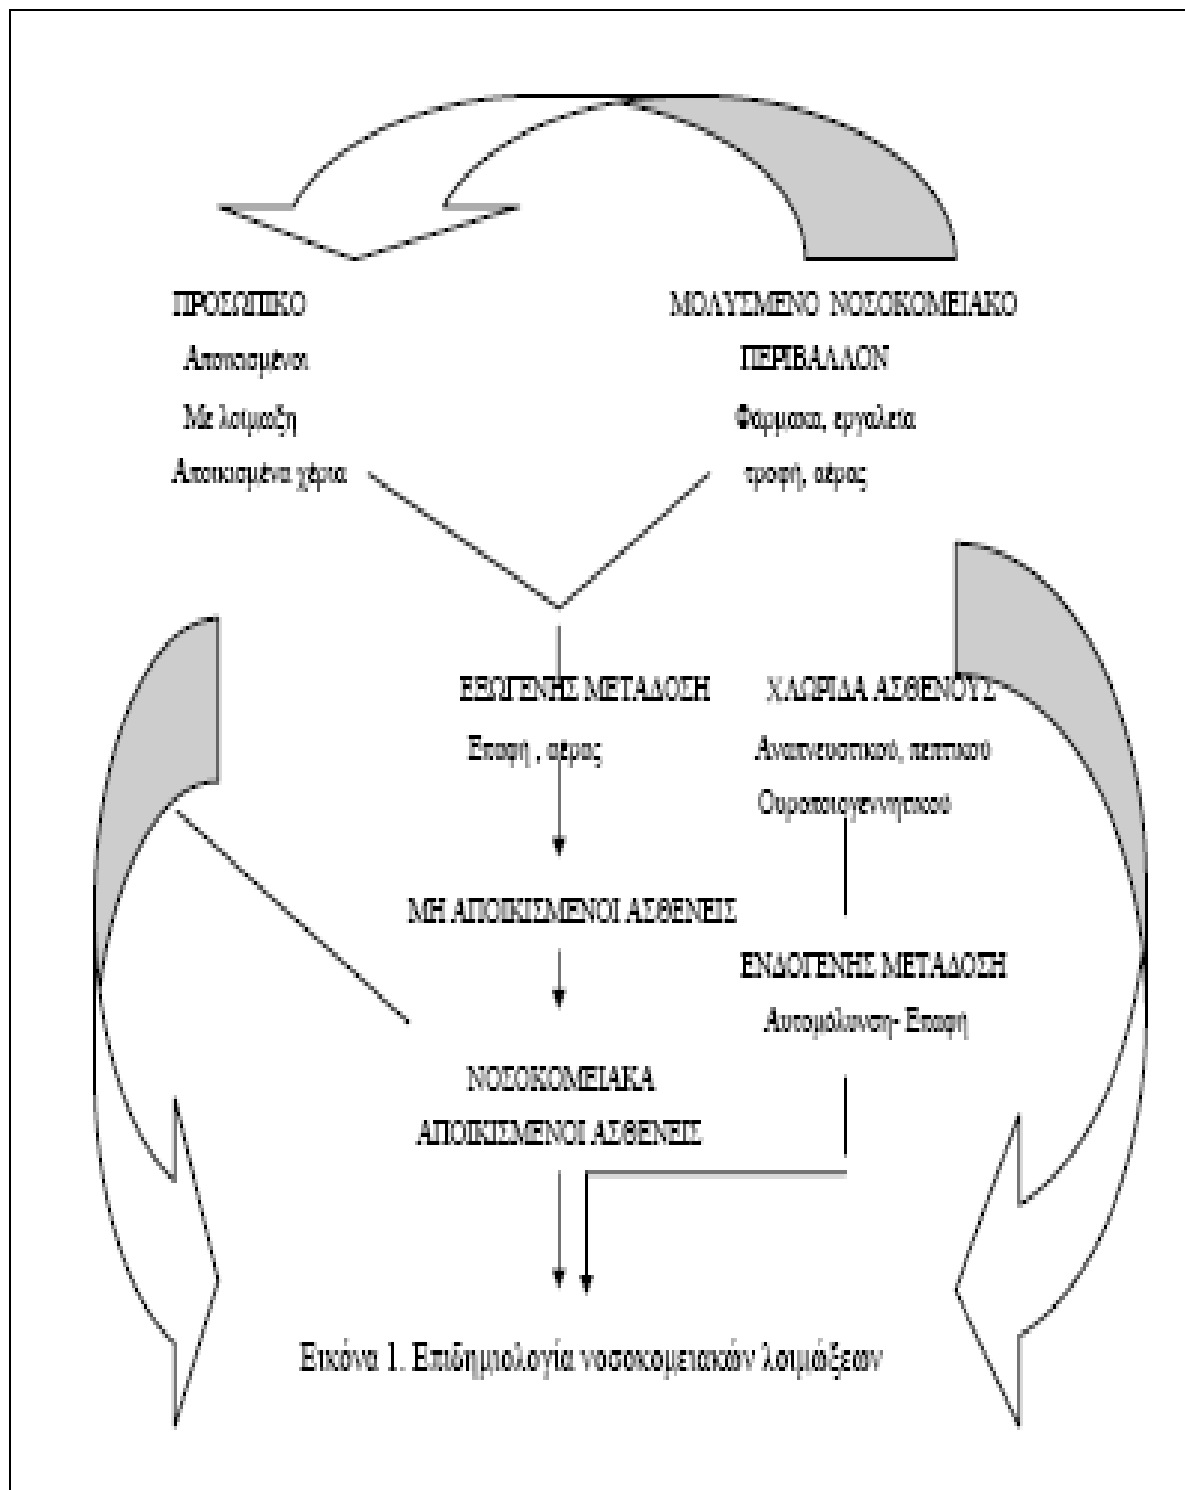 ΠΡΟΣΩΠΙΚΟ
Αποικισμένοι
Με λοίμωξη
Αποικισμένα χέρια
ΜΟΛΥΣΜΕΝΟ ΝΟΣΟΚΟΜΕΙΑΚΟ
ΠΕΡΙΒΑΛΛΟΝ
Φάρμακα, εργαλεία
τροφή, αέρας
ΕΞΩΓΕΝΗΣ ΜΕΤΑΔΟΣΗ
Επαφή , αέρας
ΧΛΩΡΙΔΑ ΑΣΘΕΝΟΥΣ
Αναπνευστικού, πεπτικού
Ουροποιογεννητικού
ΜΗ ΑΠΟΙΚΙΣΜΕΝΟΙ ΑΣΘΕΝΕΙΣ
ΕΝΔΟΓΕΝΗΣ ΜΕΤΑΔΟΣΗ
Αυτομόλυνση- Επαφή
ΝΟΣΟΚΟΜΕΙΑΚΑ
ΑΠΟΙΚΙΣΜΕΝΟΙ ΑΣΘΕΝΕΙΣ
Εικόνα 1. Επιδημιολογία νοσοκομειακών λοιμώξεων